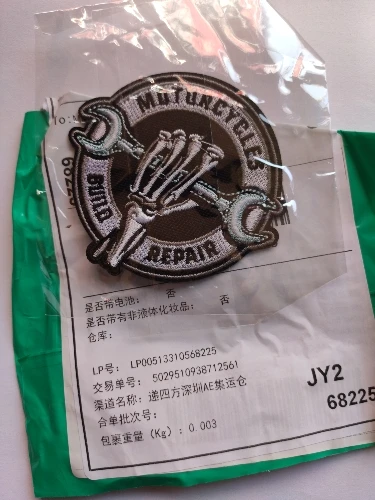 To:
MOTORCYCLES
BUILD
REPAIR
是否带电池： 否
是否带有非液体化妆品： 否
仓库：
LP号： LP00513310568225
交易单号： 5029510938712561
渠道名称：递四方深圳AE集运仓
合单批次号：
包裹重量（Kg）：0.003
JY2
68225